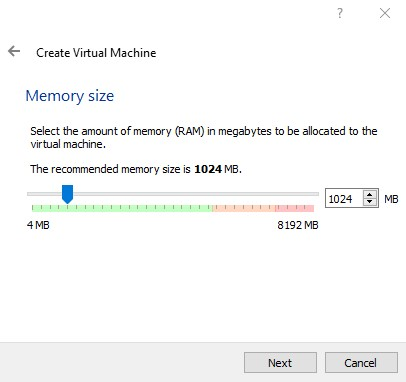 ?
Create Virtual Machine
Memory size
Select the amount of memory (RAM) in megabytes to be allocated to the
virtual machine.
The recommended memory size is 1024 MB.
1024 MB
4 MB 8192 MB
Next Cancel